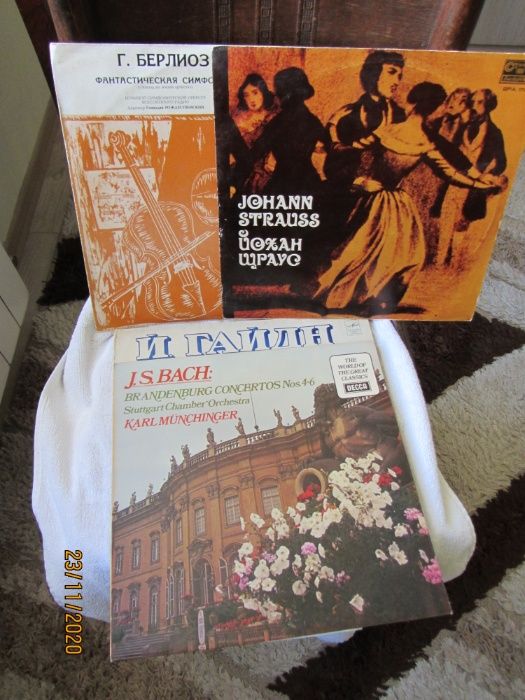 Г. БЕРЛИОЗ
ФАНТАСТИЧЕСКАЯ СИМФО
JOHANN
STRAUSS
ЙОХАН
ЩРАУС
Й ГАЙДН
J.S. BACH:
BRANDENBURG CONCERTOS Nos. 4-6
Stuttgart Chamber Orchestra
KARL MÜNCHINGER
THE
WORLD OF
THE GREAT
CLASSICS
DECCA
23/11/2020